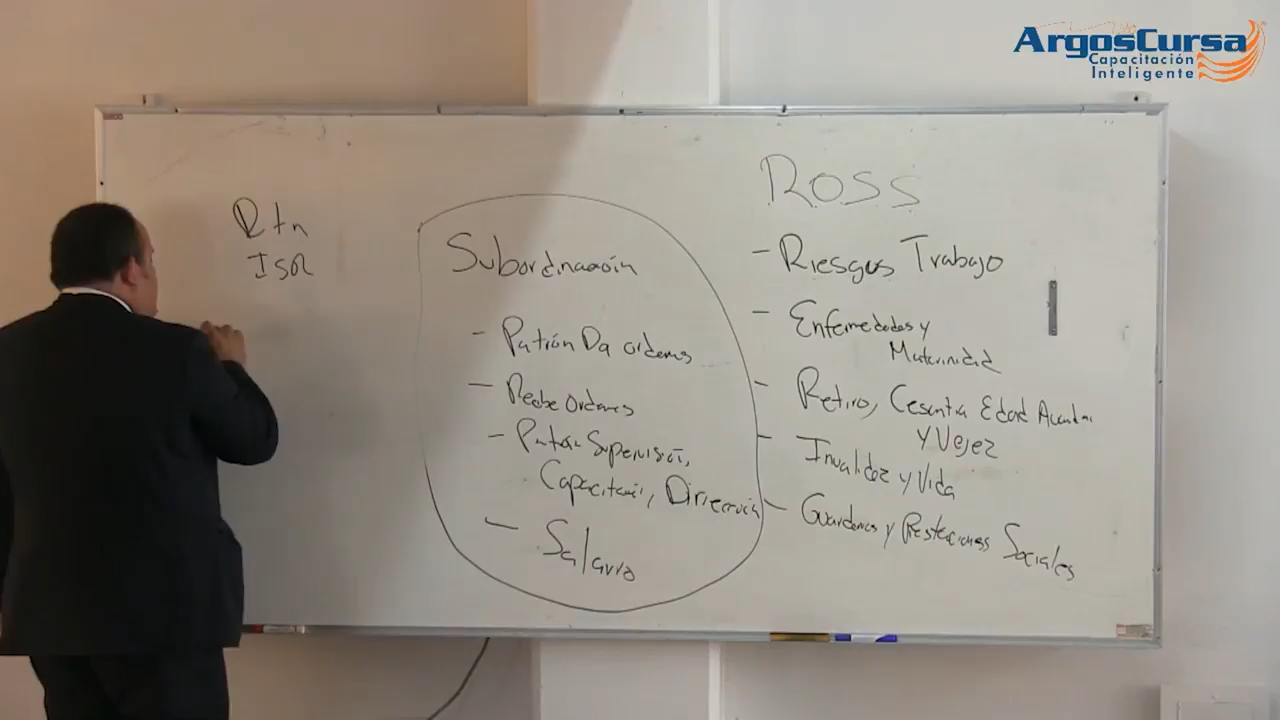 ArgosCursa
Capacitación
Inteligente
Rtn
ISR
Subordinación
- Patrón Da ordenes
- Recibe Ordenes
- Patrón Supervisión,
Capacitación, Dirección
- Salario
ROSS
- Riesgos Trabajo
- Enfermedades y
Maternidad
- Retiro, Cesantía Edad
y Vejez
- Invalidez y Vida
- Guarderías y Prestaciones Sociales